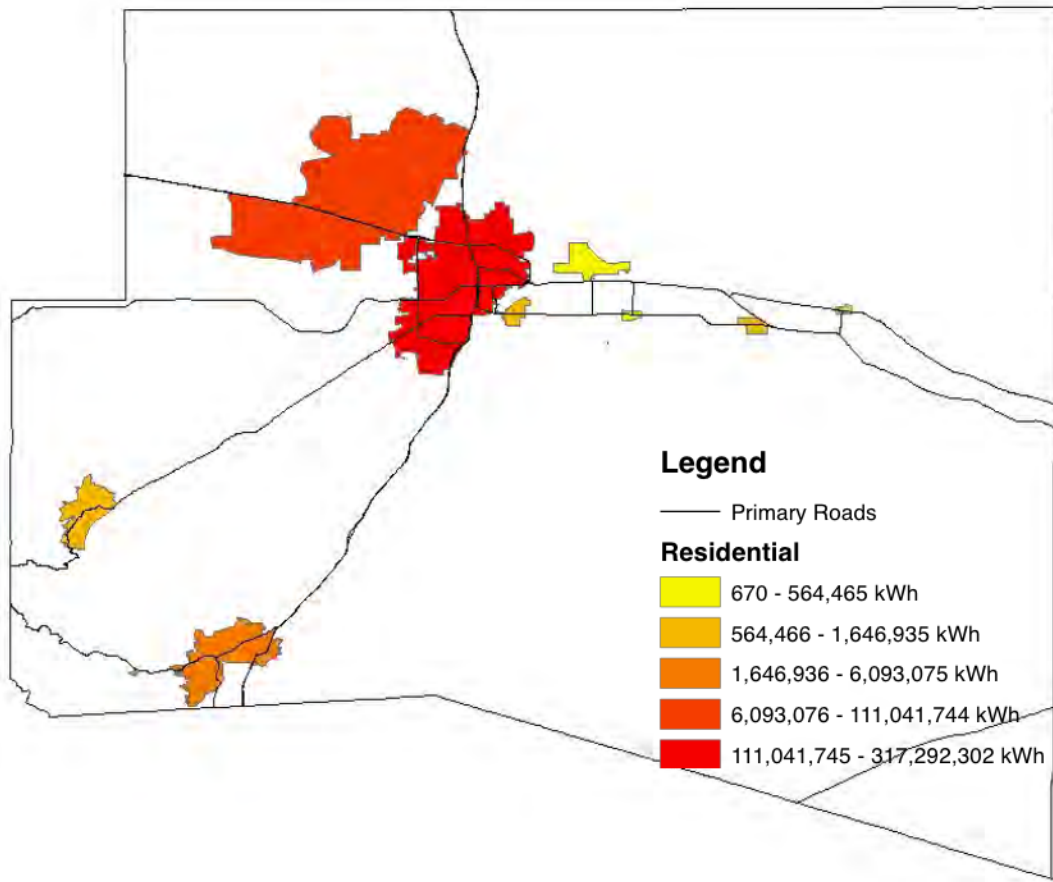 Legend
Primary Roads
Residential
670 - 564,465 kWh
564,466 - 1,646,935 kWh
1,646,936 - 6,093,075 kWh
6,093,076 - 111,041,744 kWh
111,041,745 - 317,292,302 kWh